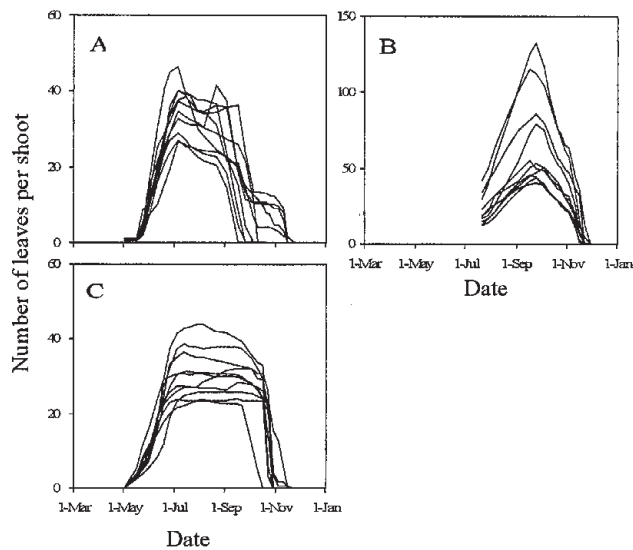 60
A
40
20
0
150
B
100
50
0
1-Mar 1-May 1-Jul 1-Sep 1-Nov 1-Jan
Date
Number of leaves per shoot
60
C
40
20
0
1-Mar 1-May 1-Jul 1-Sep 1-Nov 1-Jan
Date